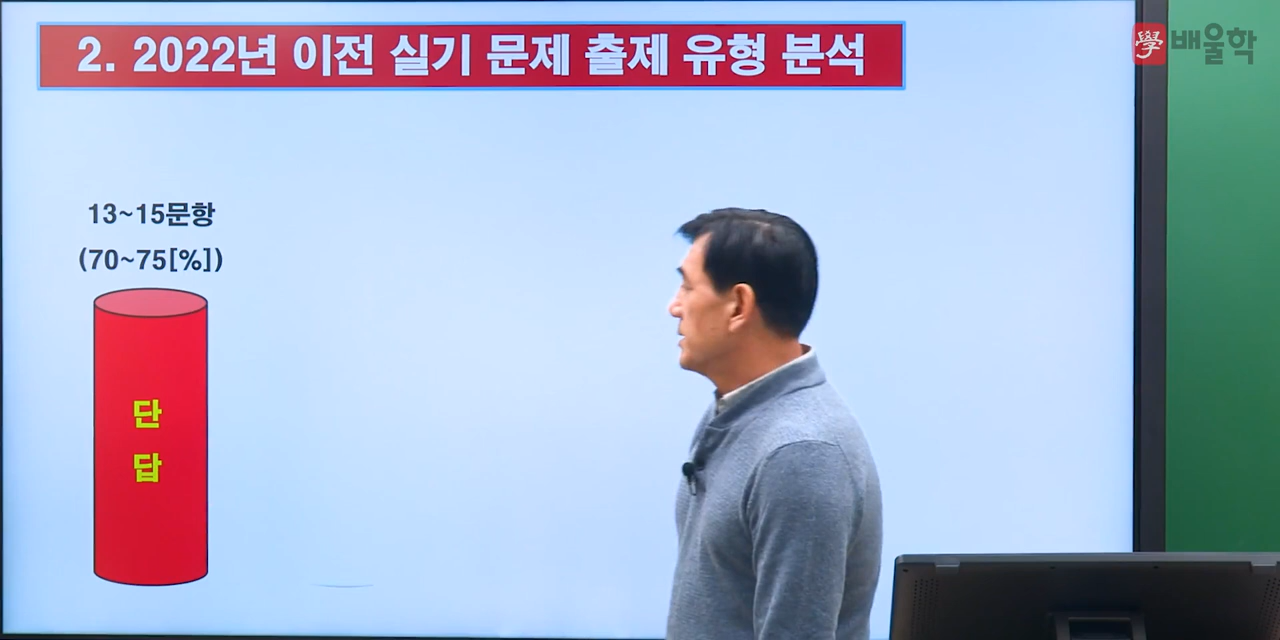 2. 2022년 이전 실기 문제 출제 유형 분석
學 배울학
13~15문항
(70~75[%])
단
답